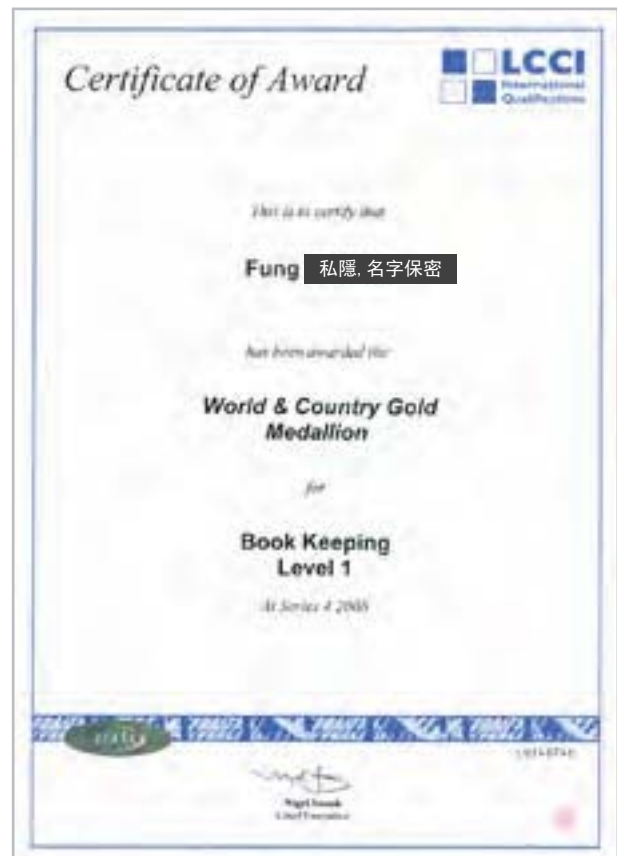 Certificate of Award
LCCI
International
Qualifications
This is to certify that
Fung 私隱, 名字保密
has been awarded the
World & Country Gold
Medallion
for
Book Keeping
Level 1
At Series 4
Chief Executive